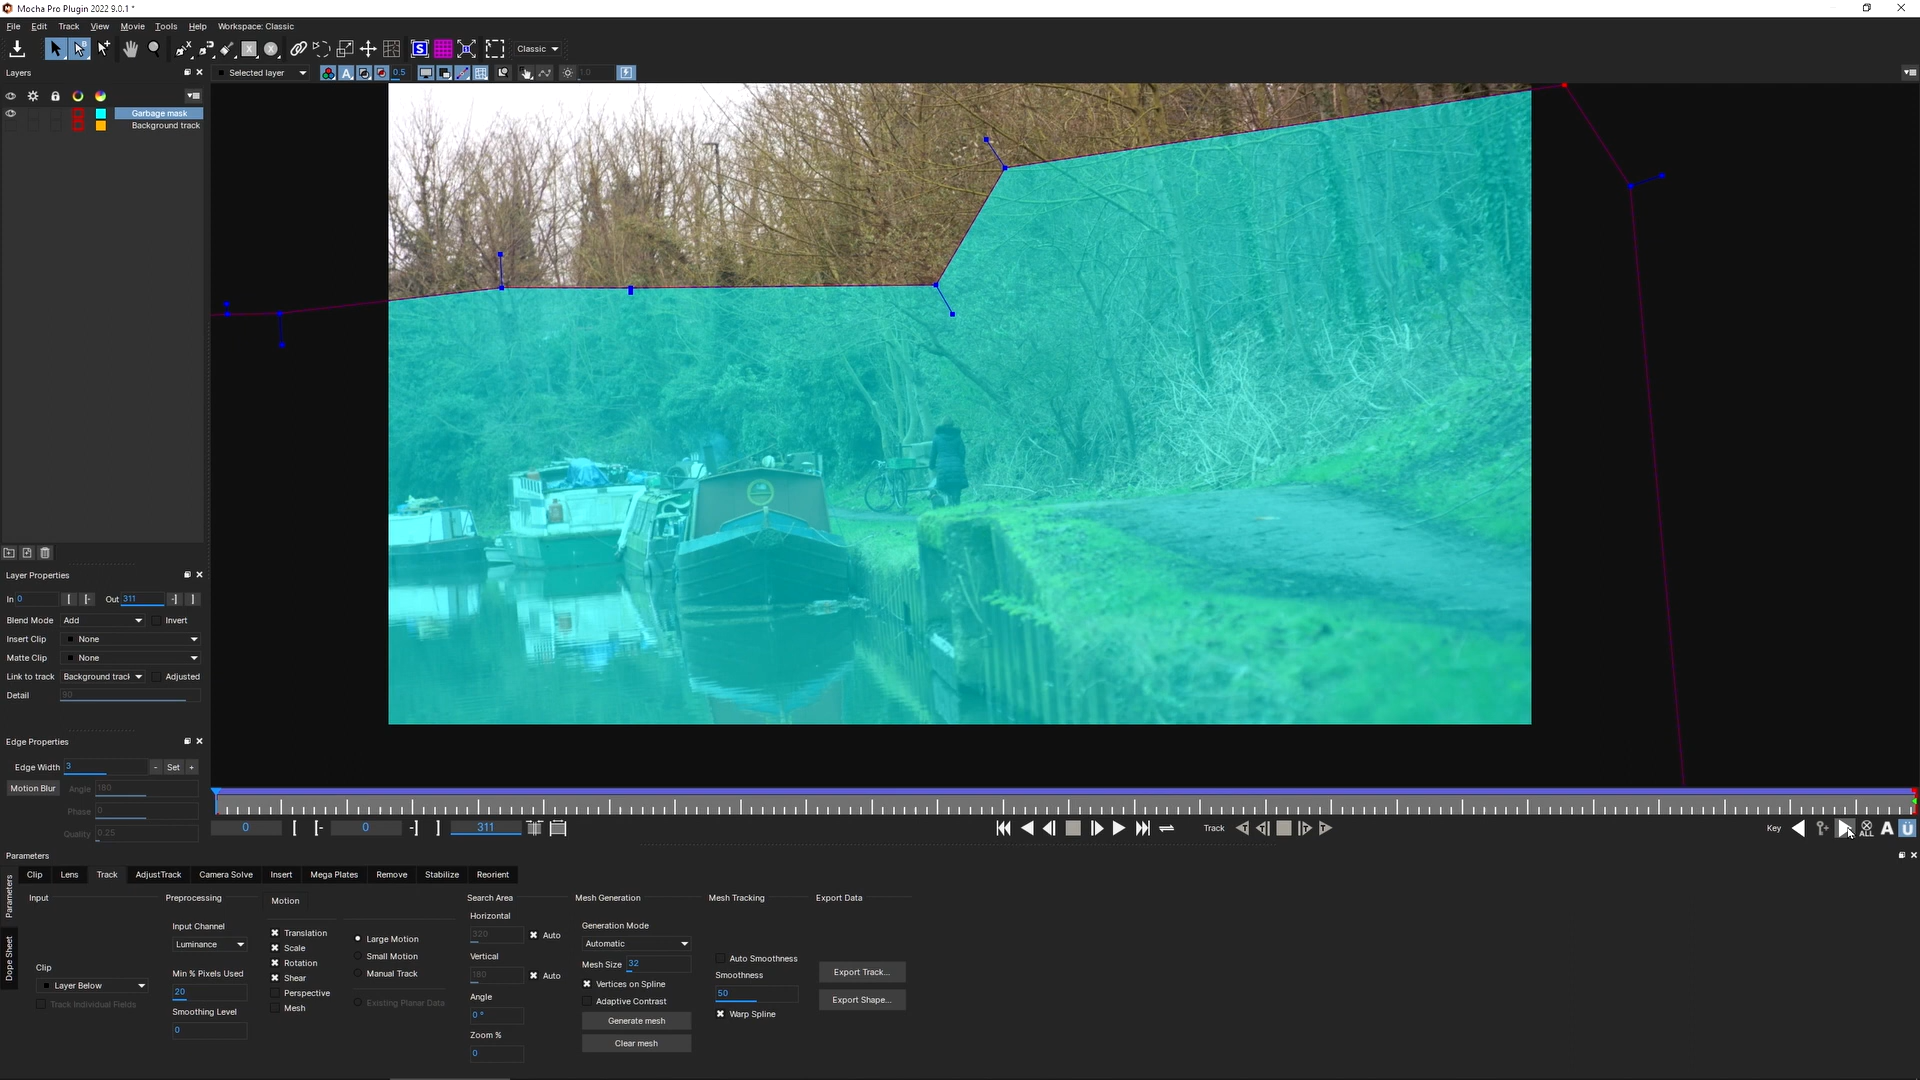 Mocha Pro Plugin 2022 9.0.1 *
File Edit Track View Movie Tools Help Workspace: Classic
S Classic
Layers Selected layer A 0.5 1.0
Garbage mask
Background track
Layer Properties
In 0 Out 311
Blend Mode Add Invert
Insert Clip None
Matte Clip None
Link to track Background track Adjusted
Detail 90
Edge Properties
Edge Width 3 - Set +
Motion Blur Angle 180
Phase 0
Quality 0.25
0 [ [- 0 -] ] 311 Track Key ALL A Ü
Parameters
Clip Lens Track AdjustTrack Camera Solve Insert Mega Plates Remove Stabilize Reorient
Parameters
Dope Sheet
Input
Clip
Layer Below
Track Individual Fields
Preprocessing
Input Channel
Luminance
Min % Pixels Used
20
Smoothing Level
0
Motion
Translation
Scale
Rotation
Shear
Perspective
Mesh
Large Motion
Small Motion
Manual Track
Existing Planar Data
Search Area
Horizontal
320 Auto
Vertical
180 Auto
Angle
0 °
Zoom %
0
Mesh Generation
Generation Mode
Automatic
Mesh Size 32
Vertices on Spline
Adaptive Contrast
Generate mesh
Clear mesh
Mesh Tracking
Auto Smoothness
Smoothness
50
Warp Spline
Export Data
Export Track...
Export Shape...